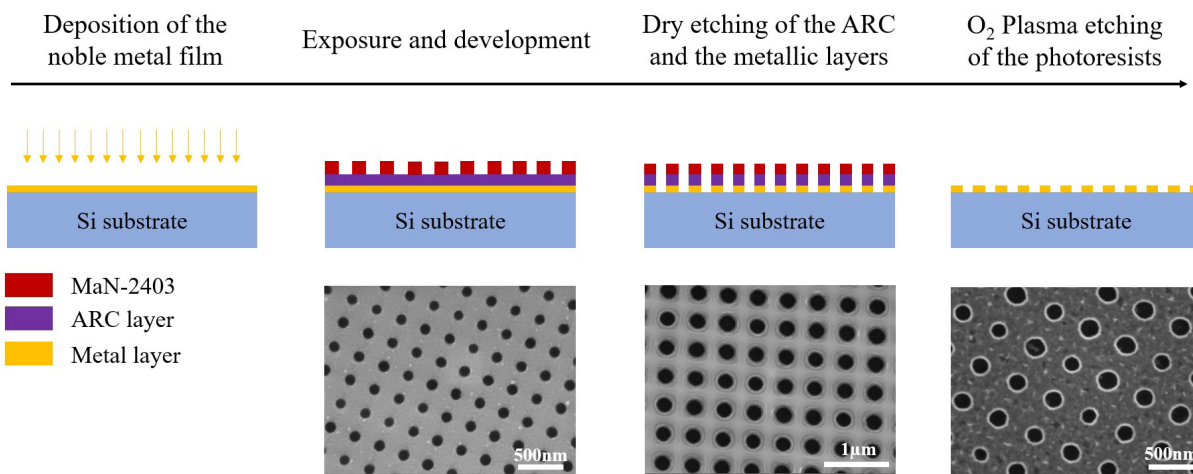 Deposition of the
noble metal film
Exposure and development
Dry etching of the ARC
and the metallic layers
O₂ Plasma etching
of the photoresists
Si substrate
Si substrate
Si substrate
Si substrate
MaN-2403
ARC layer
Metal layer
500nm
1μm
500nm